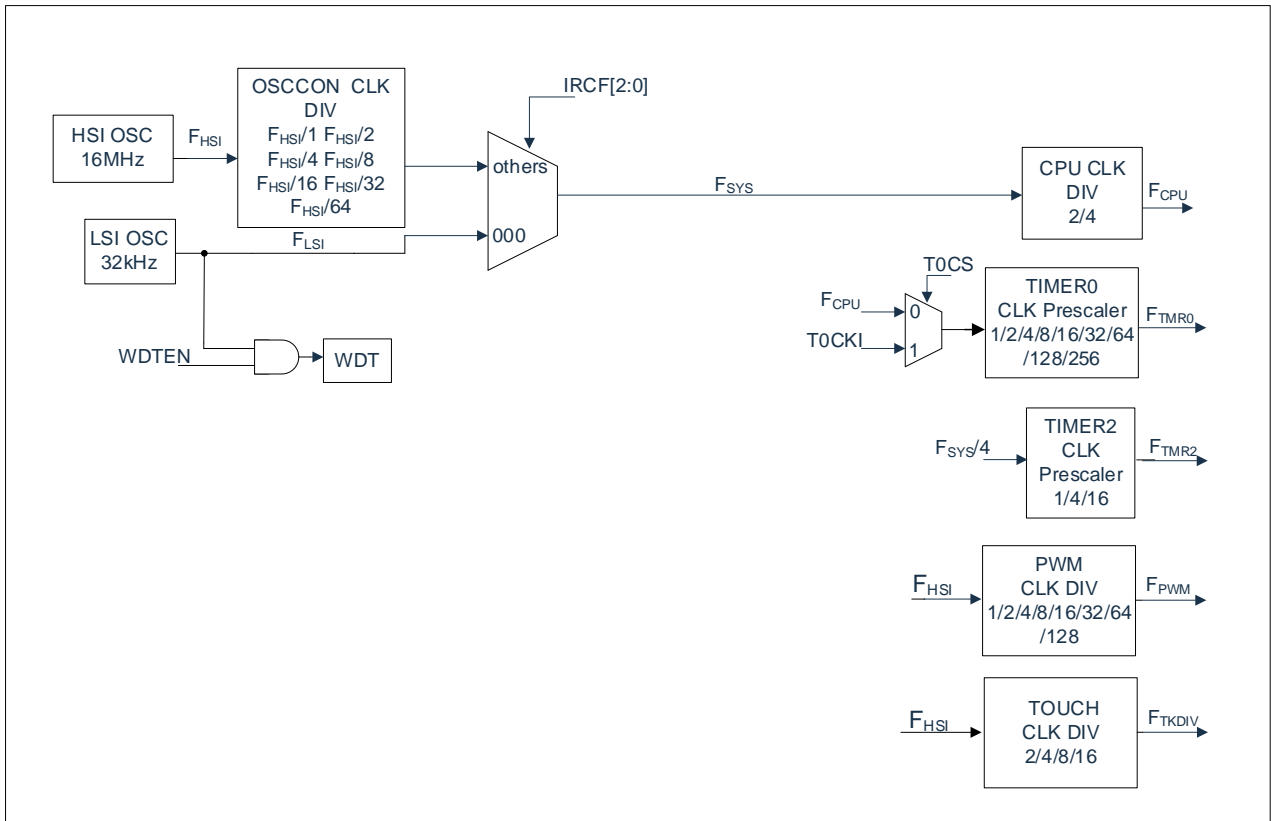 HSI OSC
16MHz
FHSI
OSCCON CLK
DIV
FHSI/1 FHSI/2
FHSI/4 FHSI/8
FHSI/16 FHSI/32
FHSI/64
IRCF[2:0]
others
000
FSYS
CPU CLK
DIV
2/4
FCPU
LSI OSC
32kHz
FLSI
WDTEN
WDT
T0CS
FCPU
T0CKI
0
1
TIMER0
CLK Prescaler
1/2/4/8/16/32/64
/128/256
FTMR0
FSYS/4
TIMER2
CLK
Prescaler
1/4/16
FTMR2
FHSI
PWM
CLK DIV
1/2/4/8/16/32/64
/128
FPWM
FHSI
TOUCH
CLK DIV
2/4/8/16
FTKDIV